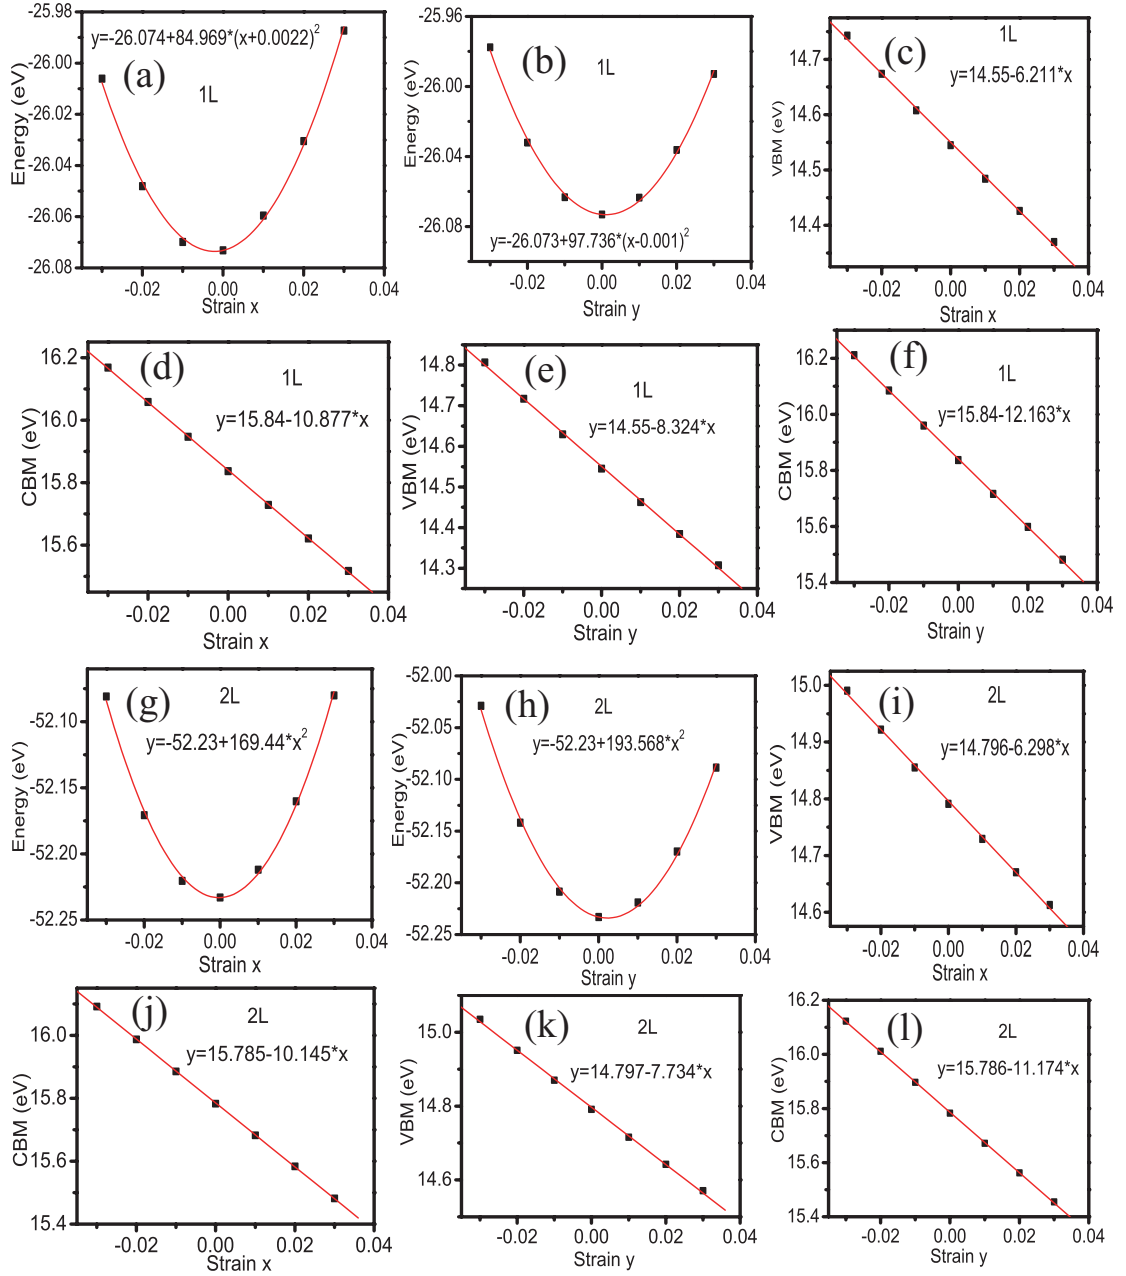 y=-26.074+84.969*(x+0.0022)²
(a)
1L
-25.98
-26.00
-26.02
-26.04
-26.06
-26.08
Energy (eV)
-0.02 0.00 0.02 0.04
Strain x
(b)
1L
y=-26.073+97.736*(x-0.001)²
-25.96
-26.00
-26.04
-26.08
Energy (eV)
-0.02 0.00 0.02 0.04
Strain y
(c)
1L
y=14.55-6.211*x
14.7
14.6
14.5
14.4
VBM (eV)
-0.02 0.00 0.02 0.04
Strain x
(d)
1L
y=15.84-10.877*x
16.2
16.0
15.8
15.6
CBM (eV)
-0.02 0.00 0.02 0.04
Strain x
(e)
1L
y=14.55-8.324*x
14.8
14.7
14.6
14.5
14.4
14.3
VBM (eV)
-0.02 0.00 0.02 0.04
Strain y
(f)
1L
y=15.84-12.163*x
16.2
16.0
15.8
15.6
15.4
CBM (eV)
-0.02 0.00 0.02 0.04
Strain y
(g)
2L
y=-52.23+169.44*x²
-52.10
-52.15
-52.20
-52.25
Energy (eV)
-0.02 0.00 0.02 0.04
Strain x
(h)
2L
y=-52.23+193.568*x²
-52.00
-52.05
-52.10
-52.15
-52.20
-52.25
Energy (eV)
-0.02 0.00 0.02 0.04
Strain y
(i)
2L
y=14.796-6.298*x
15.0
14.9
14.8
14.7
14.6
VBM (eV)
-0.02 0.00 0.02 0.04
Strain x
(j)
2L
y=15.785-10.145*x
16.0
15.8
15.6
15.4
CBM (eV)
-0.02 0.00 0.02 0.04
Strain x
(k)
2L
y=14.797-7.734*x
15.0
14.8
14.6
VBM (eV)
-0.02 0.00 0.02 0.04
Strain y
(l)
2L
y=15.786-11.174*x
16.2
16.0
15.8
15.6
15.4
CBM (eV)
-0.02 0.00 0.02 0.04
Strain y